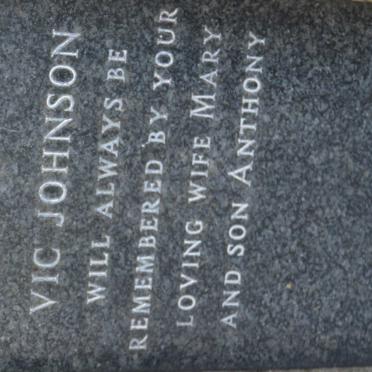 VIC JOHNSON
WILL ALWAYS BE
REMEMBERED BY YOUR
LOVING WIFE MARY
AND SON ANTHONY